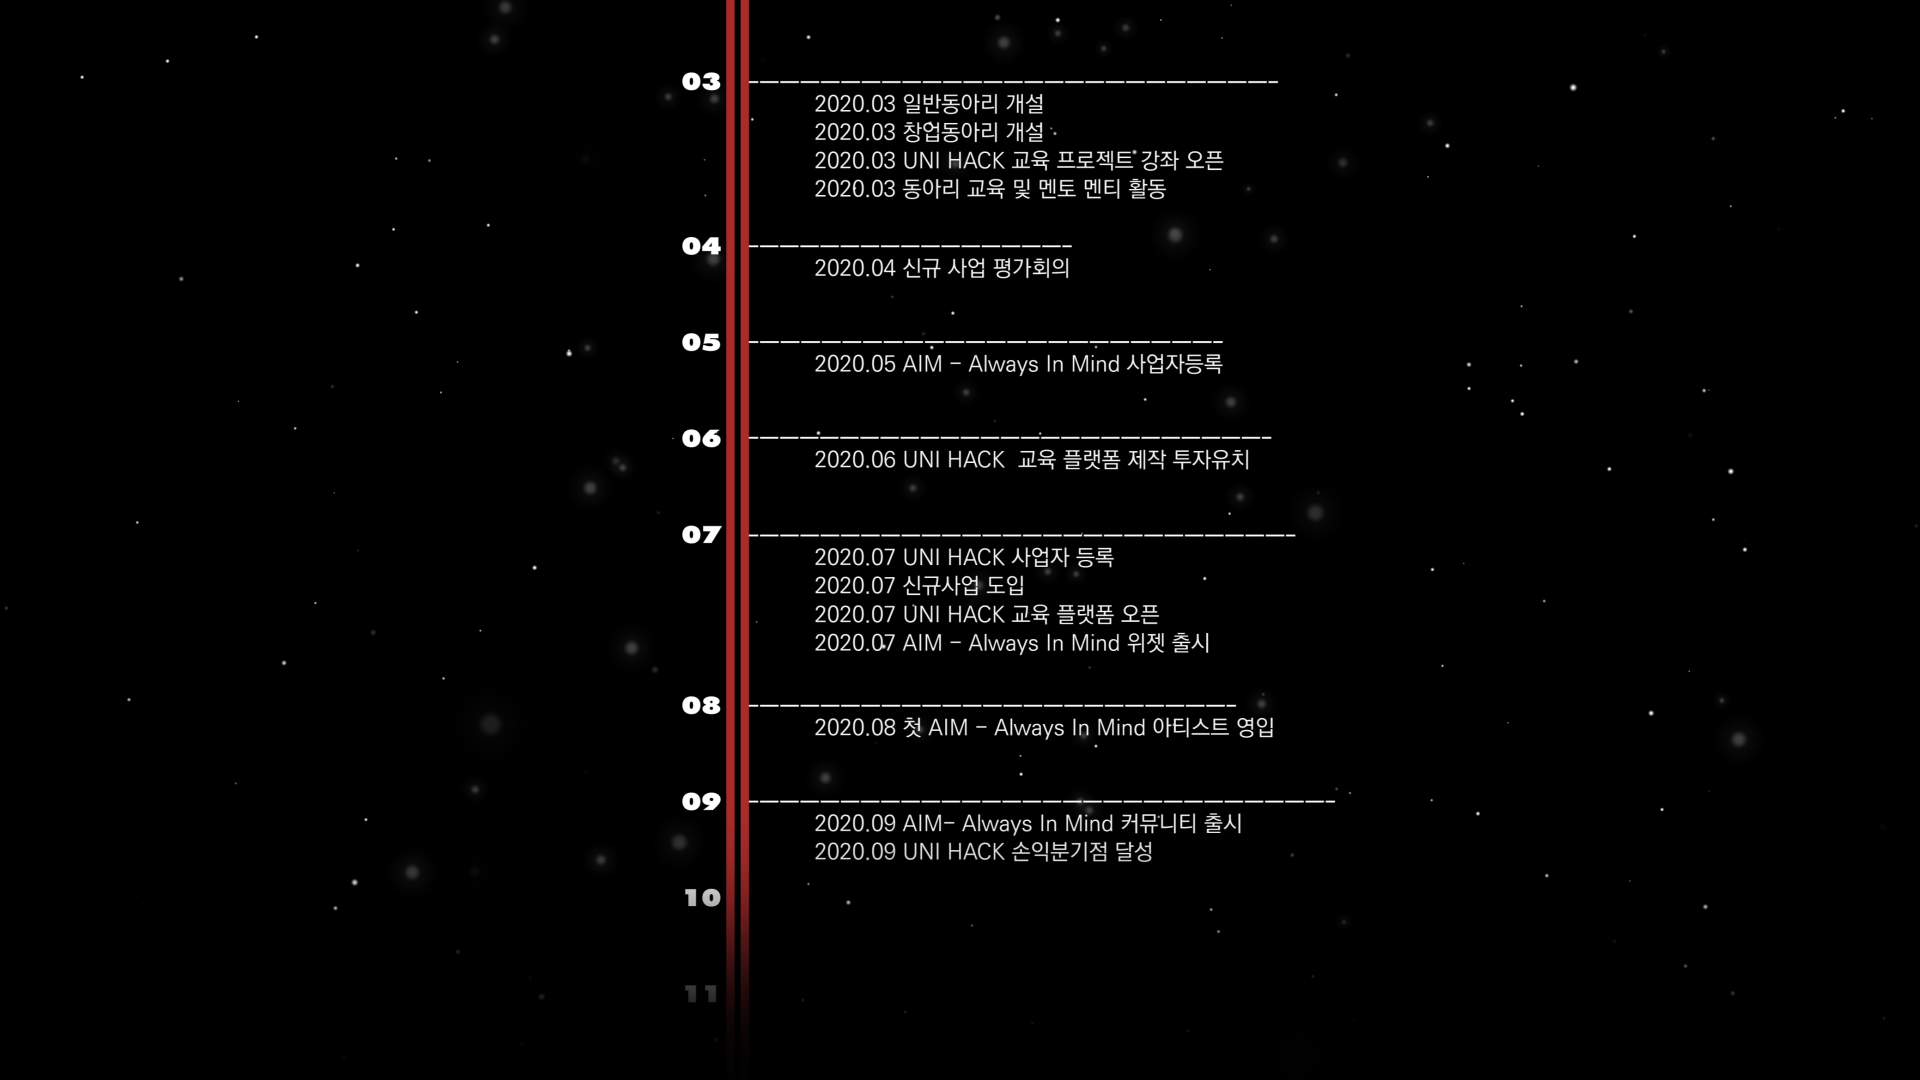 03
2020.03 일반동아리 개설
2020.03 창업동아리 개설
2020.03 UNI HACK 교육 프로젝트 강좌 오픈
2020.03 동아리 교육 및 멘토 멘티 활동
04
2020.04 신규 사업 평가회의
05
2020.05 AIM - Always In Mind 사업자등록
06
2020.06 UNI HACK  교육 플랫폼 제작 투자유치
07
2020.07 UNI HACK 사업자 등록
2020.07 신규사업 도입
2020.07 UNI HACK 교육 플랫폼 오픈
2020.07 AIM - Always In Mind 위젯 출시
08
2020.08 첫 AIM - Always In Mind 아티스트 영입
09
2020.09 AIM- Always In Mind 커뮤니티 출시
2020.09 UNI HACK 손익분기점 달성
10
11